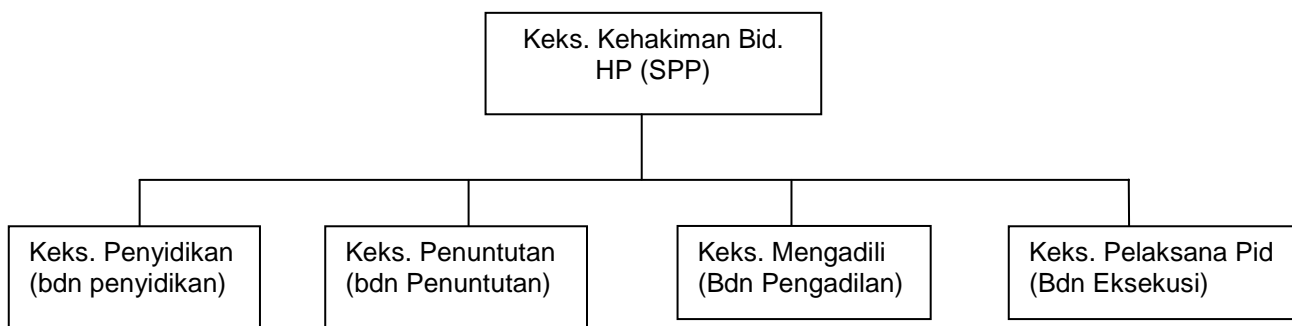 Keks. Kehakiman Bid.
HP (SPP)
Keks. Penyidikan
(bdn penyidikan)
Keks. Penuntutan
(bdn Penuntutan)
Keks. Mengadili
(Bdn Pengadilan)
Keks. Pelaksana Pid
(Bdn Eksekusi)